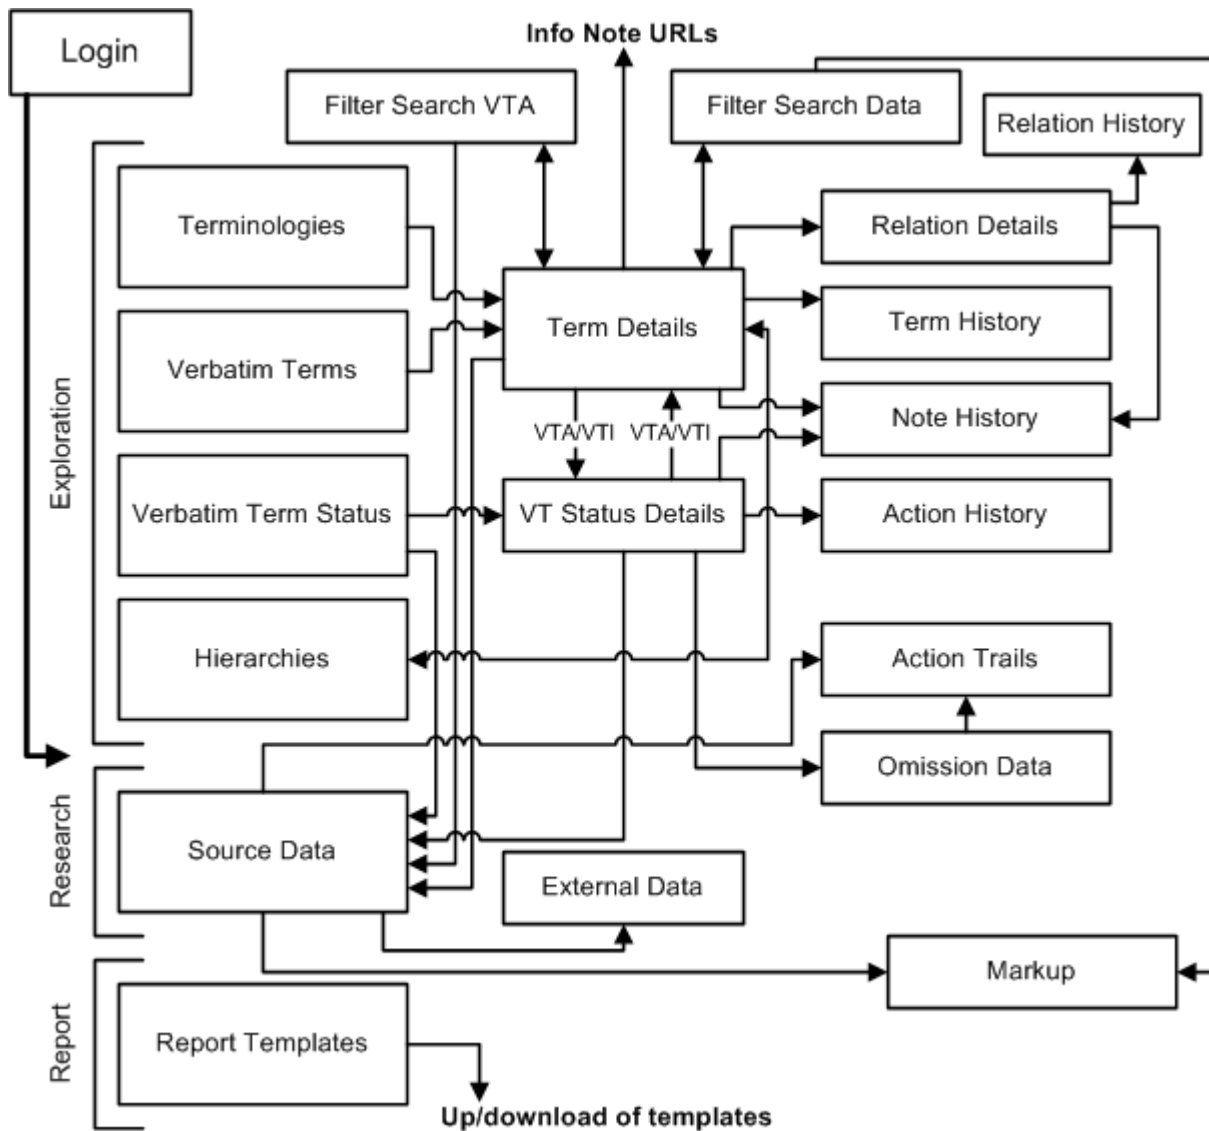 Login
Info Note URLs
Filter Search VTA
Filter Search Data
Relation History
Terminologies
Relation Details
Term Details
Term History
Verbatim Terms
Note History
VTA/VTI
VTA/VTI
Exploration
Verbatim Term Status
VT Status Details
Action History
Hierarchies
Action Trails
Omission Data
Research
Source Data
External Data
Markup
Report
Report Templates
Up/download of templates